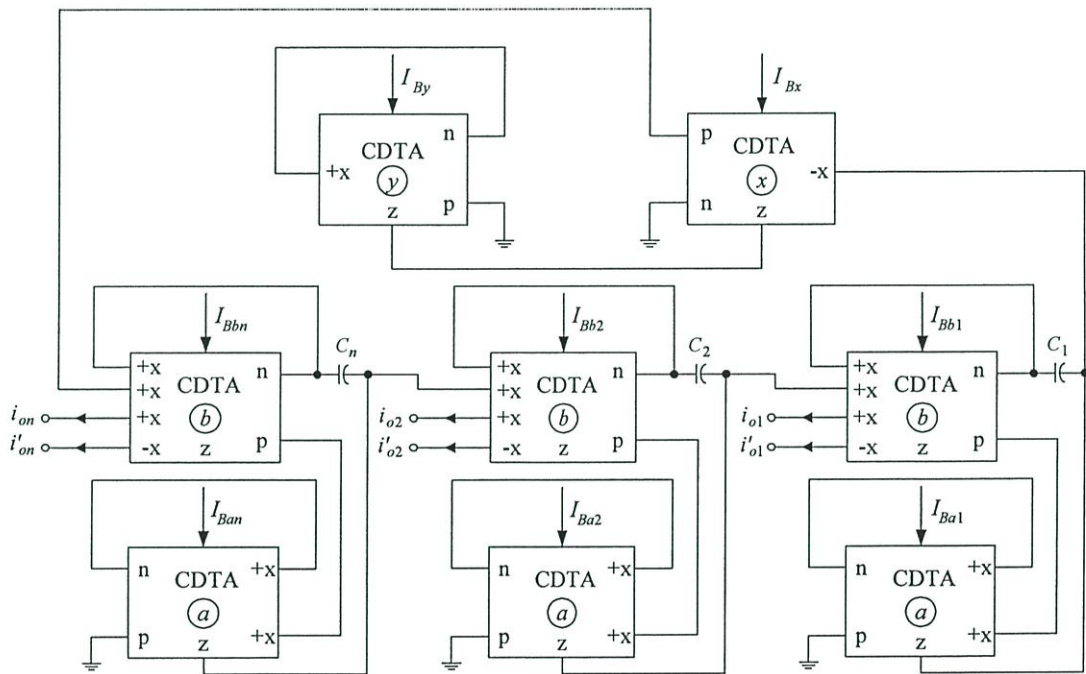 I_By
I_Bx
n
CDTA
+x
y
p
z
p
CDTA
-x
x
n
z
I_Bbn
C_n
+x
n
+x
CDTA
i_on
+x
b
p
i'_on
-x
z
I_Bb2
C_2
+x
n
+x
CDTA
i_o2
+x
b
p
i'_o2
-x
z
I_Bb1
C_1
+x
n
+x
CDTA
i_o1
+x
b
p
i'_o1
-x
z
I_Ban
n
+x
CDTA
a
p
+x
z
I_Ba2
n
+x
CDTA
a
p
+x
z
I_Ba1
n
+x
CDTA
a
p
+x
z